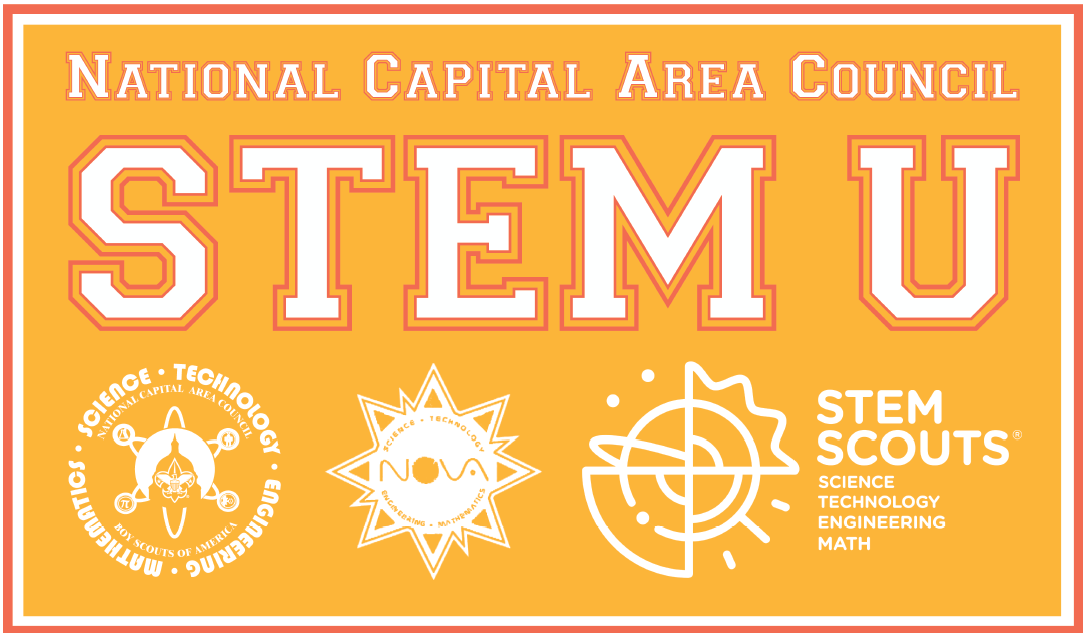 NATIONAL CAPITAL AREA COUNCIL
STEM U
SCIENCE • TECHNOLOGY • ENGINEERING • MATHEMATICS •
NATIONAL CAPITAL AREA COUNCIL
π
BOY SCOUTS OF AMERICA
SCIENCE • TECHNOLOGY
NOVA
ENGINEERING • MATHEMATICS
STEM
SCOUTS®
SCIENCE
TECHNOLOGY
ENGINEERING
MATH